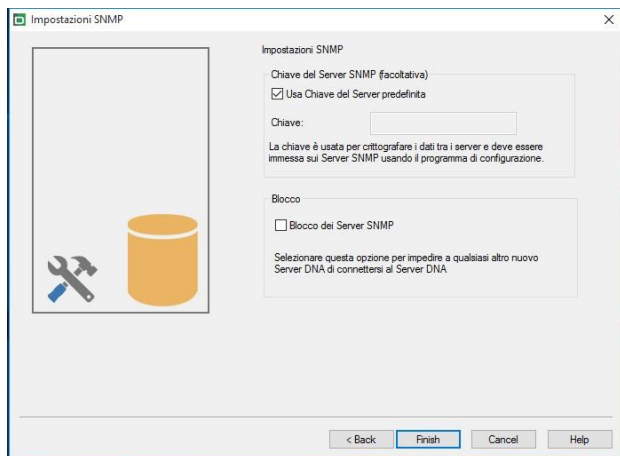 Impostazioni SNMP
Impostazioni SNMP
Chiave del Server SNMP (facoltativa)
Usa Chiave del Server predefinita
Chiave:
La chiave è usata per crittografare i dati tra i server e deve essere
immessa sui Server SNMP usando il programma di configurazione.
Blocco
Blocco dei Server SNMP
Selezionare questa opzione per impedire a qualsiasi altro nuovo
Server DNA di connettersi al Server DNA
< Back
Finish
Cancel
Help